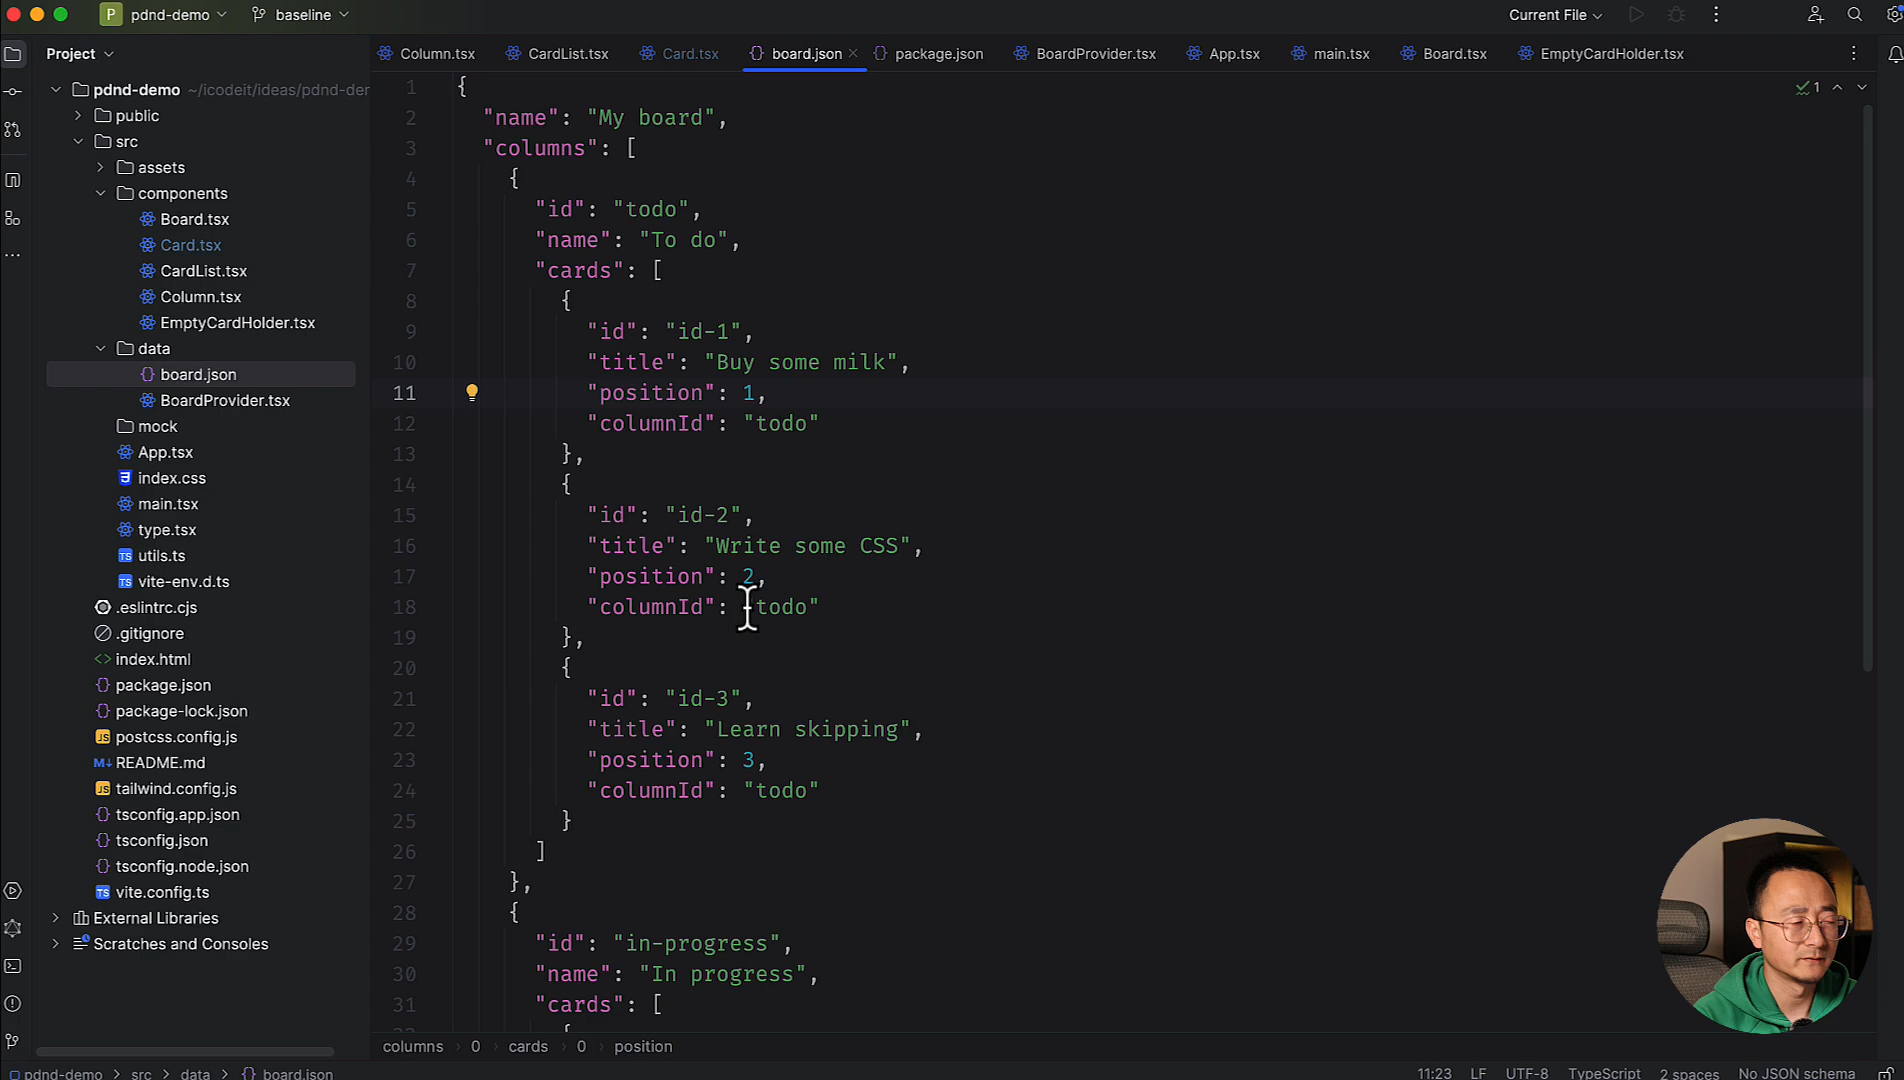 P pdnd-demo baseline Current File
Project
Column.tsx CardList.tsx Card.tsx {} board.json {} package.json BoardProvider.tsx App.tsx main.tsx Board.tsx EmptyCardHolder.tsx
pdnd-demo ~/icodeit/ideas/pdnd-der
public
src
assets
components
Board.tsx
Card.tsx
CardList.tsx
Column.tsx
EmptyCardHolder.tsx
data
{} board.json
BoardProvider.tsx
mock
App.tsx
index.css
main.tsx
type.tsx
TS utils.ts
TS vite-env.d.ts
.eslintrc.cjs
.gitignore
<> index.html
{} package.json
{} package-lock.json
JS postcss.config.js
M↓ README.md
JS tailwind.config.js
{} tsconfig.app.json
{} tsconfig.json
{} tsconfig.node.json
TS vite.config.ts
External Libraries
Scratches and Consoles
1 {
2 "name": "My board",
3 "columns": [
4 {
5 "id": "todo",
6 "name": "To do",
7 "cards": [
8 {
9 "id": "id-1",
10 "title": "Buy some milk",
11 "position": 1,
12 "columnId": "todo"
13 },
14 {
15 "id": "id-2",
16 "title": "Write some CSS",
17 "position": 2,
18 "columnId": "todo"
19 },
20 {
21 "id": "id-3",
22 "title": "Learn skipping",
23 "position": 3,
24 "columnId": "todo"
25 }
26 ]
27 },
28 {
29 "id": "in-progress",
30 "name": "In progress",
31 "cards": [
1
columns > 0 > cards > 0 > position
pdnd-demo > src > data > {} board.json 11:23 LF UTF-8 TypeScript 2 spaces No JSON schema